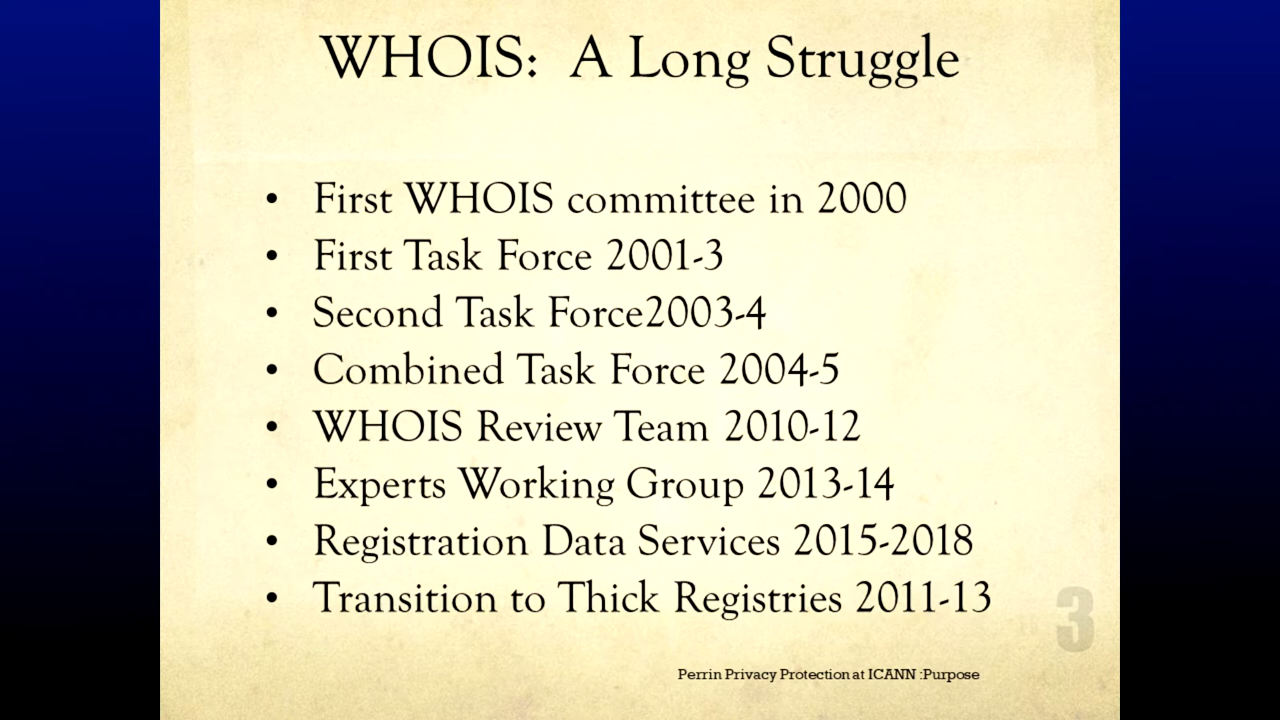 WHOIS: A Long Struggle
• First WHOIS committee in 2000
• First Task Force 2001-3
• Second Task Force2003-4
• Combined Task Force 2004-5
• WHOIS Review Team 2010-12
• Experts Working Group 2013-14
• Registration Data Services 2015-2018
• Transition to Thick Registries 2011-13
3
Perrin Privacy Protection at ICANN :Purpose